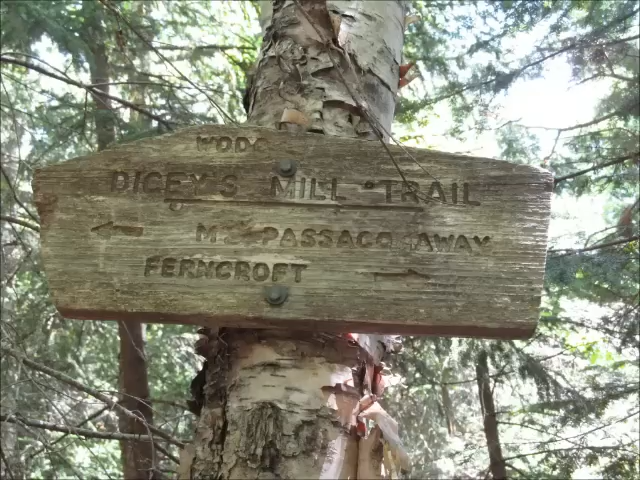 WODC
DICEY'S MILL TRAIL
← MT PASSACONAWAY
FERNCROFT →